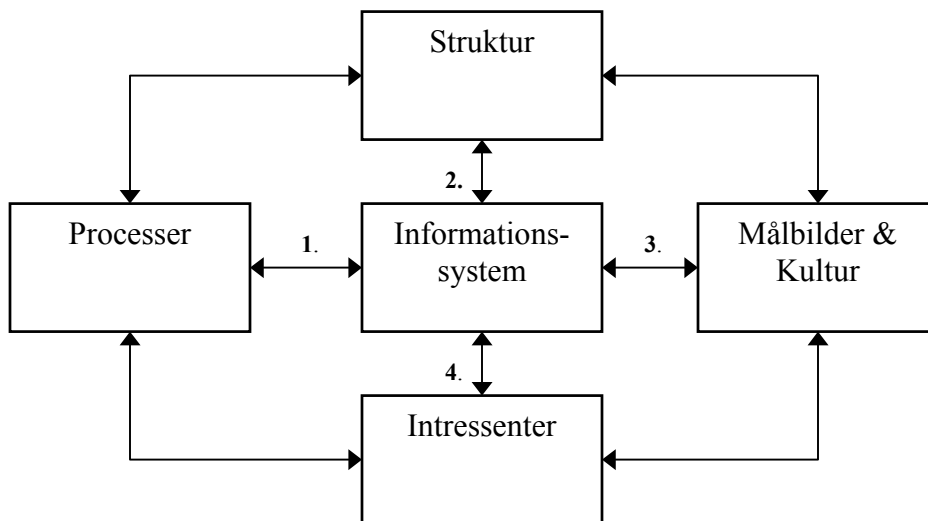 Struktur
2.
Processer
1.
Informations-
system
3.
Målbilder &
Kultur
4.
Intressenter